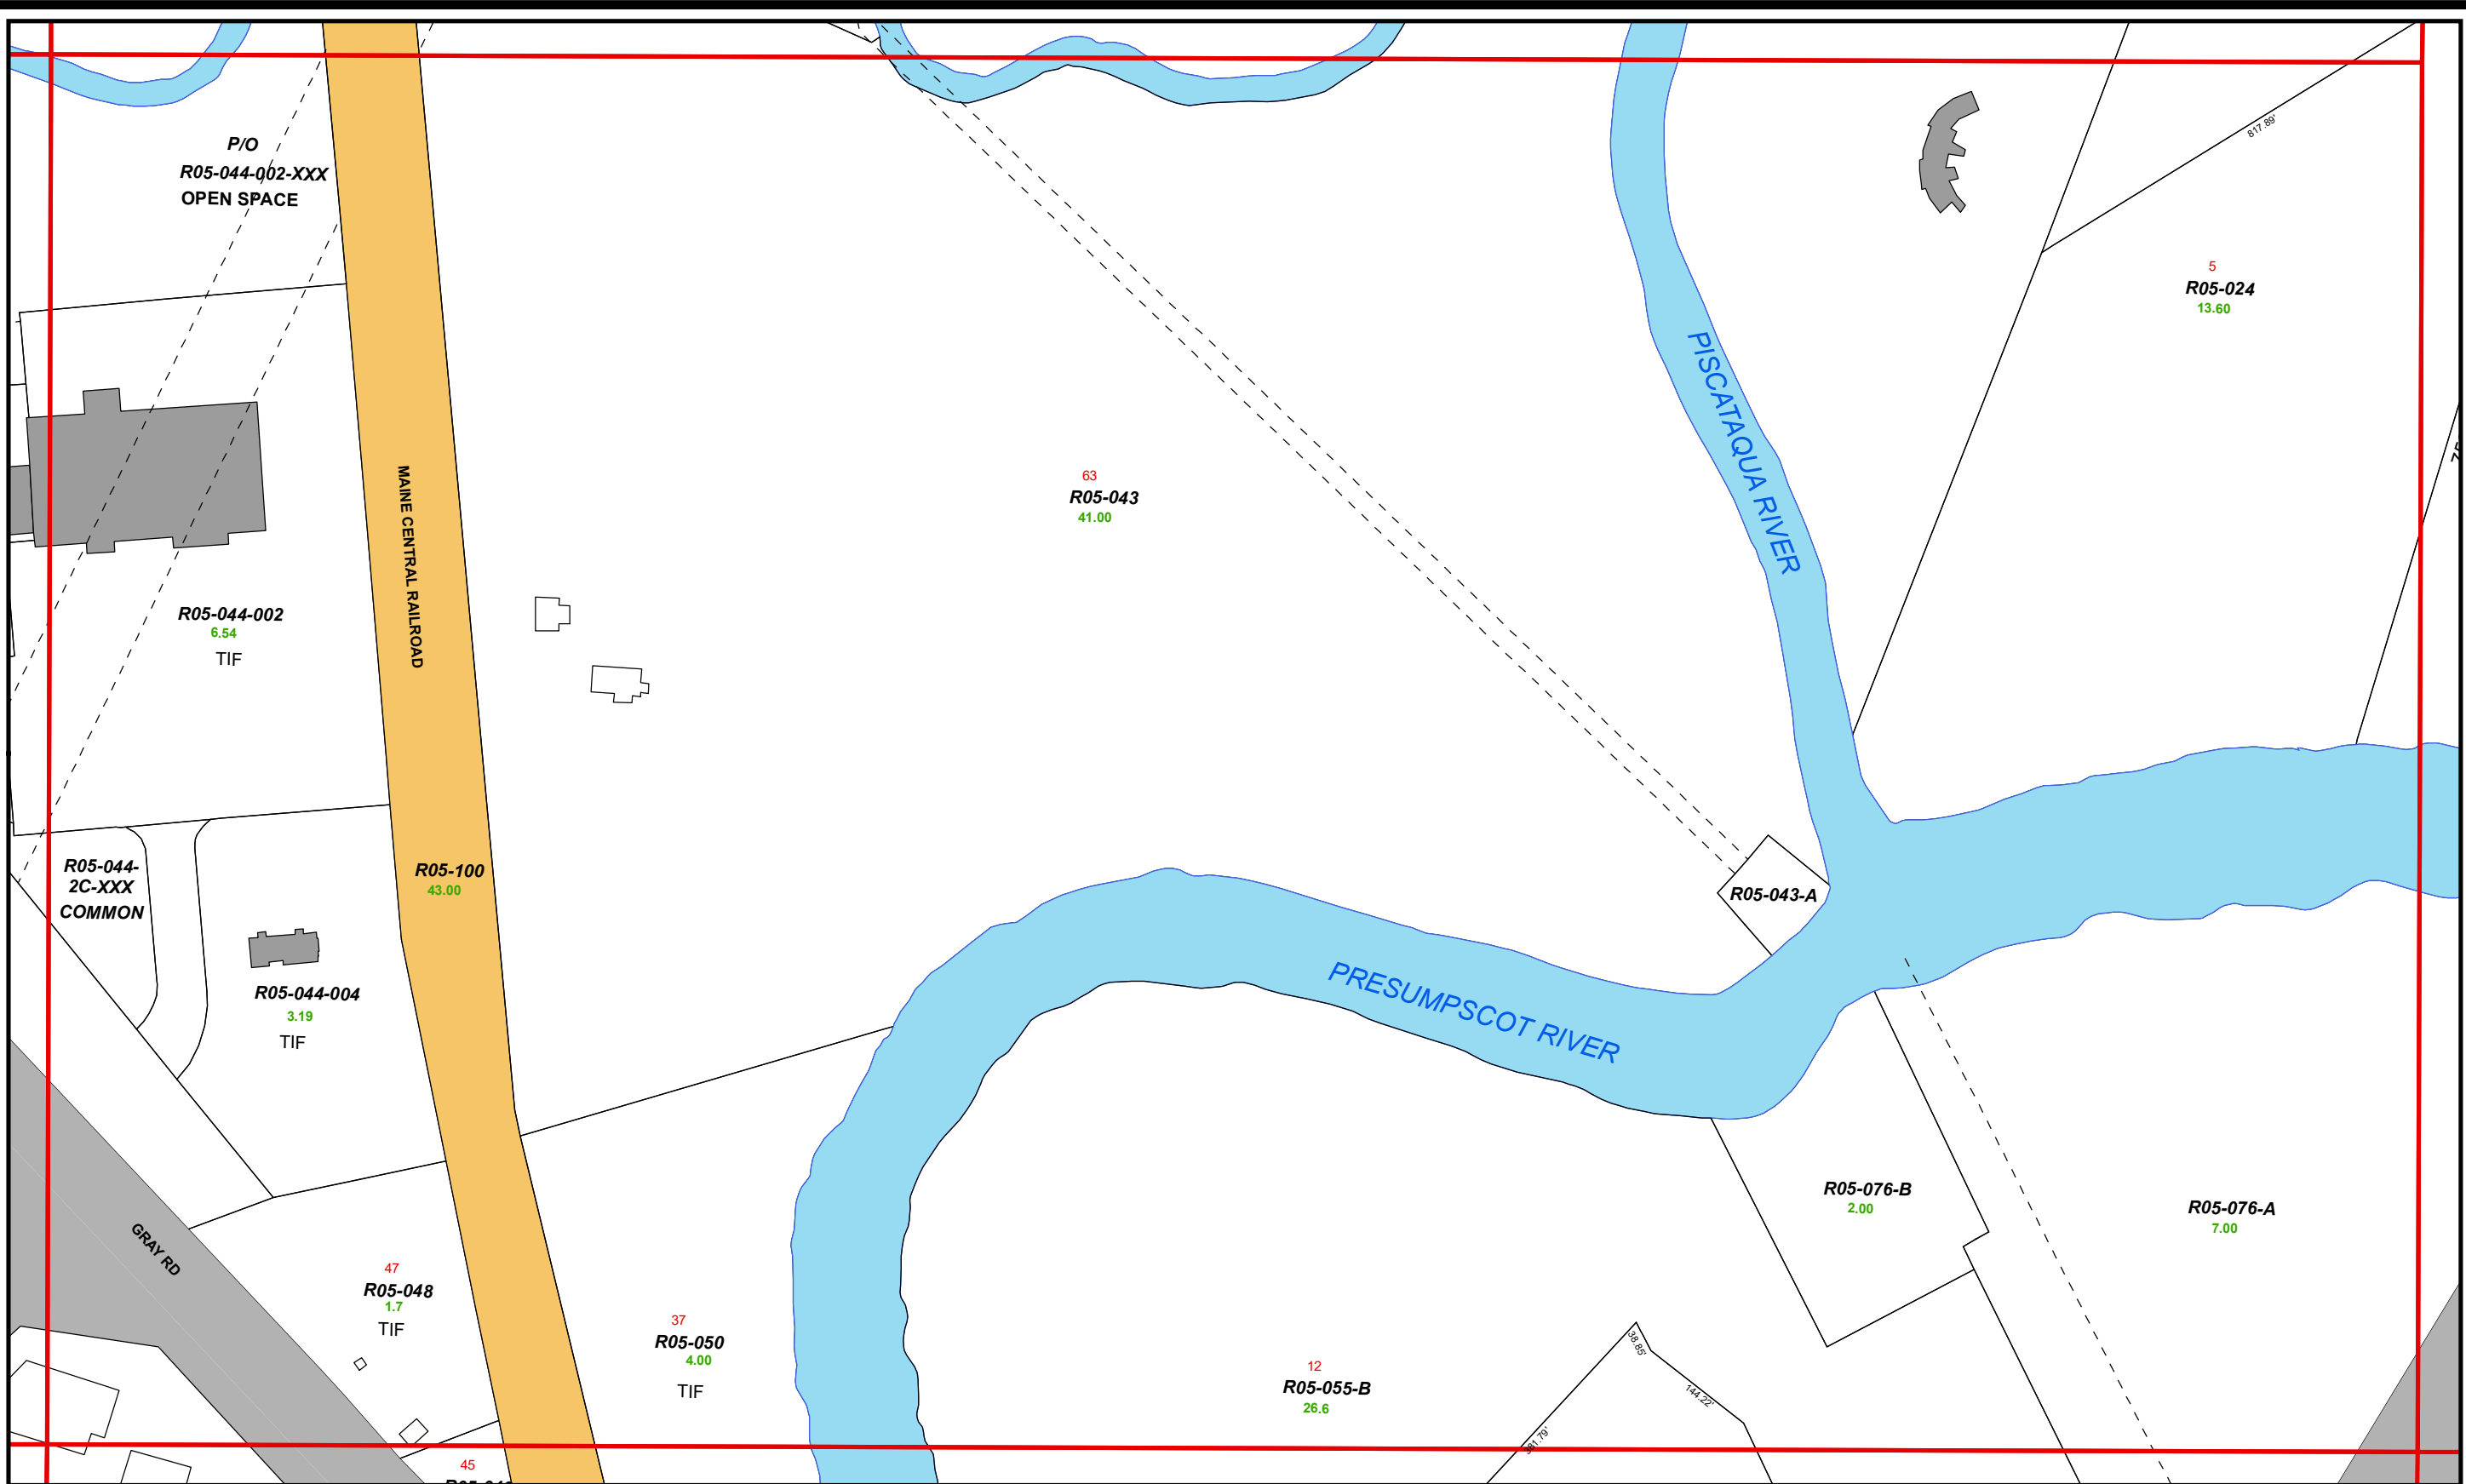 P/O
R05-044-002-XXX
OPEN SPACE
817.89'
5
R05-024
13.60
PISCATAQUA RIVER
63
R05-043
41.00
MAINE CENTRAL RAILROAD
R05-044-002
6.54
TIF
R05-044-
2C-XXX
COMMON
R05-100
43.00
R05-043-A
R05-044-004
3.19
TIF
PRESUMPSCOT RIVER
R05-076-B
2.00
R05-076-A
7.00
GRAY RD
47
R05-048
1.7
TIF
37
R05-050
4.00
TIF
12
R05-055-B
26.6
38.85'
144.22'
381.79'
45